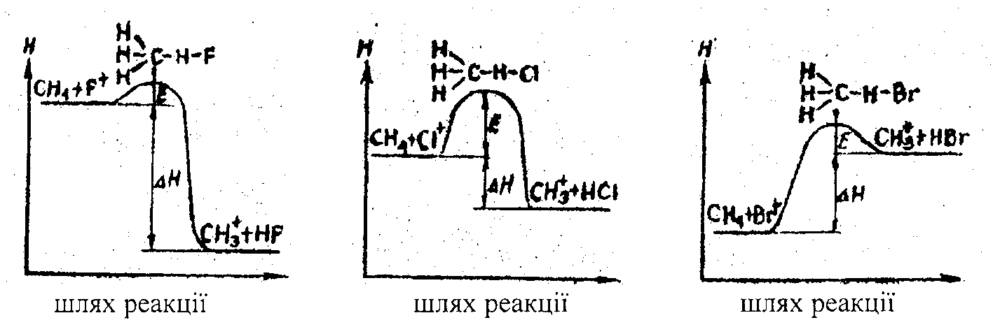 H
H
H–C–H–F
H
CH₄+F⁺
E
ΔH
CH₃⁺+HF
шлях реакції
H
H
H–C–H–Cl
H
CH₄+Cl⁺
E
ΔH
CH₃⁺+HCl
шлях реакції
H
H
H–C–H–Br
H
CH₃⁺+HBr
E
ΔH
CH₄+Br⁺
шлях реакції